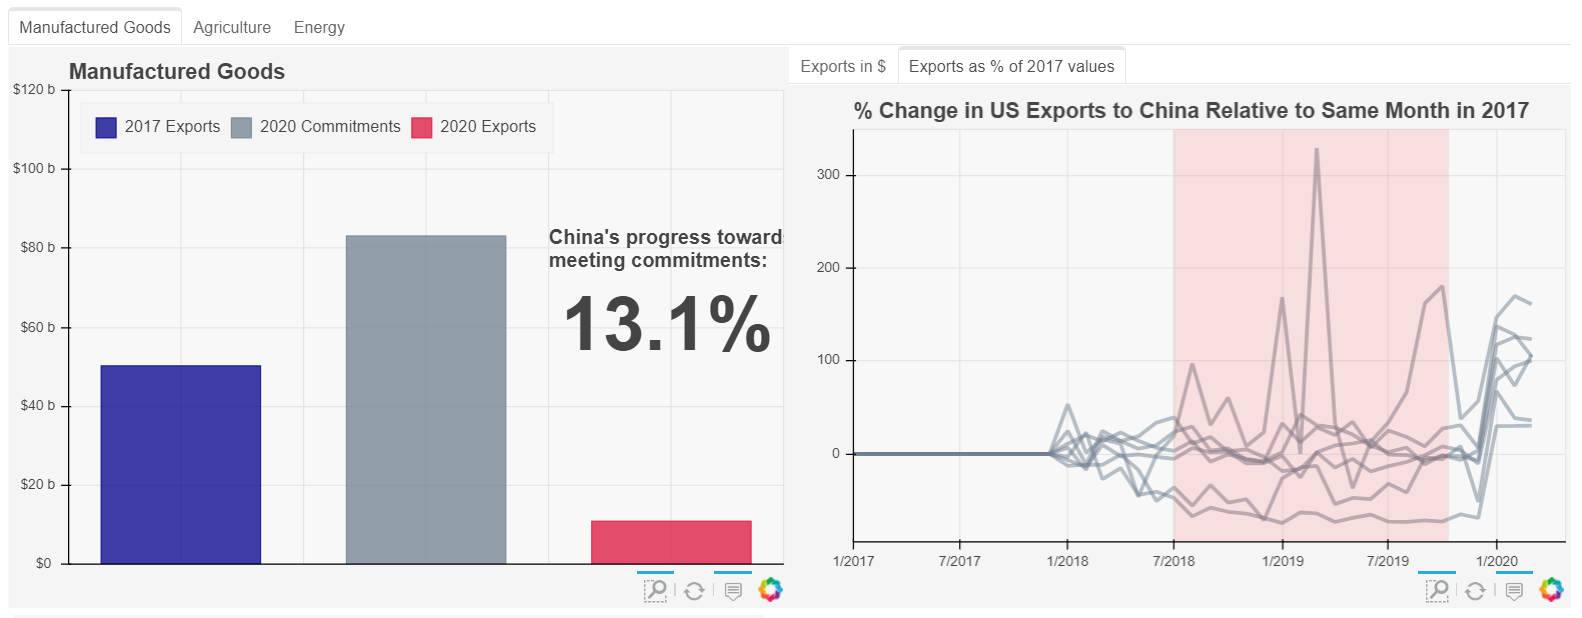 Manufactured Goods Agriculture Energy
Manufactured Goods
$120 b
$100 b
$80 b
$60 b
$40 b
$20 b
$0
2017 Exports 2020 Commitments 2020 Exports
China's progress toward
meeting commitments:
13.1%
Exports in $ Exports as % of 2017 values
% Change in US Exports to China Relative to Same Month in 2017
300
200
100
0
1/2017 7/2017 1/2018 7/2018 1/2019 7/2019 1/2020